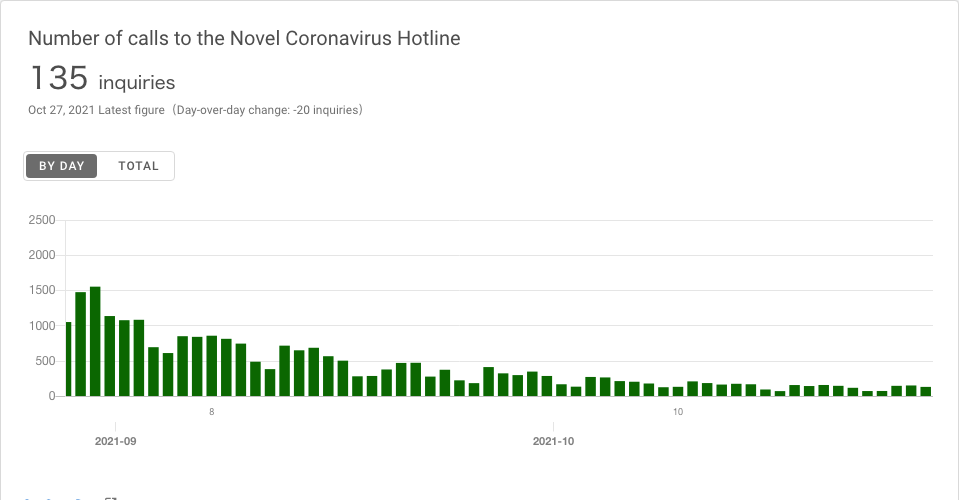 Number of calls to the Novel Coronavirus Hotline
135 inquiries
Oct 27, 2021 Latest figure（Day-over-day change: -20 inquiries）
BY DAY TOTAL
2500
2000
1500
1000
500
0
8 10
2021-09 2021-10